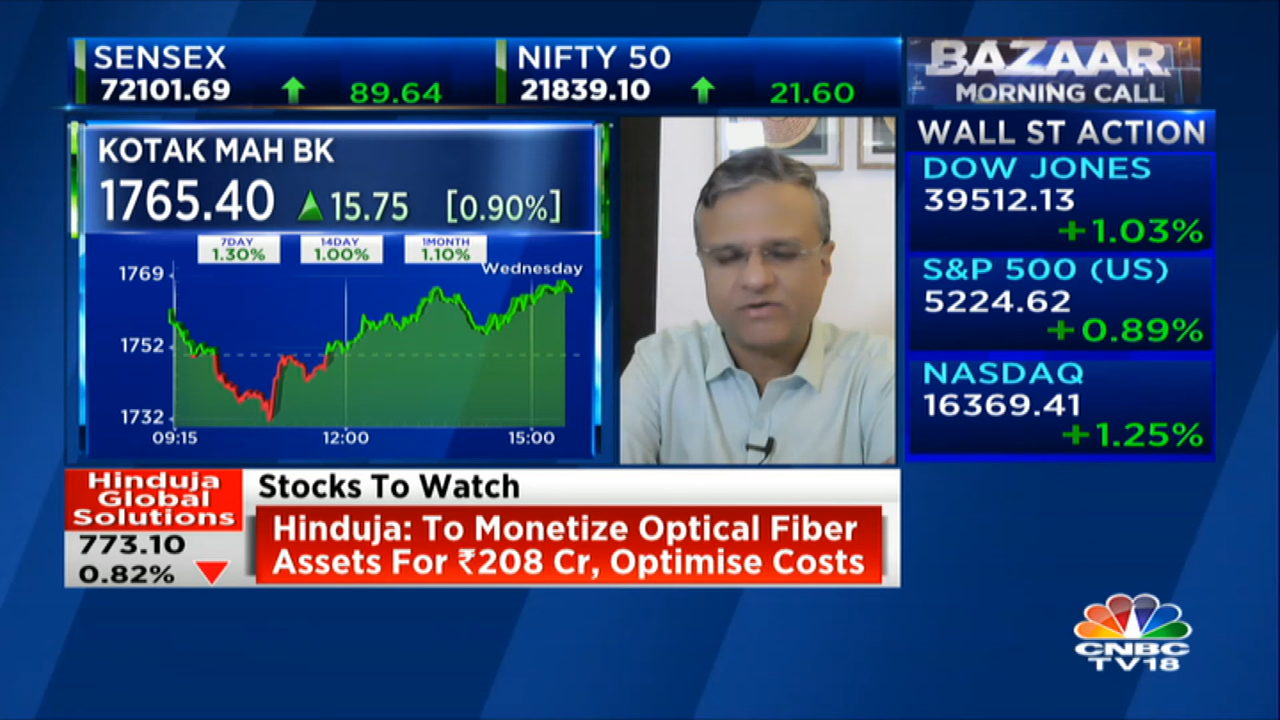 SENSEX
72101.69 89.64
NIFTY 50
21839.10 21.60
BAZAAR
MORNING CALL
KOTAK MAH BK
1765.40 15.75 [0.90%]
7DAY
1.30%
14DAY
1.00%
1MONTH
1.10%
Wednesday
1769
1752
1732
09:15 12:00 15:00
WALL ST ACTION
DOW JONES
39512.13
+1.03%
S&P 500 (US)
5224.62
+0.89%
NASDAQ
16369.41
+1.25%
Hinduja
Global
Solutions
773.10
0.82%
Stocks To Watch
Hinduja: To Monetize Optical Fiber
Assets For ₹208 Cr, Optimise Costs
CNBC
TV18